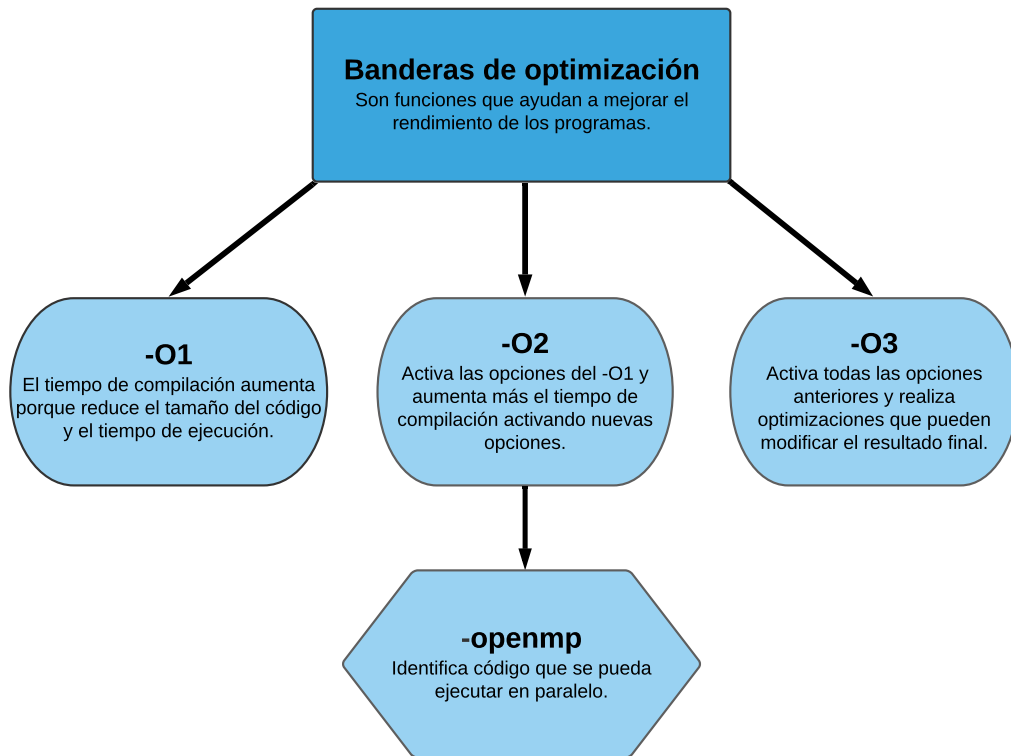 Banderas de optimización
Son funciones que ayudan a mejorar el
rendimiento de los programas.
-O1
El tiempo de compilación aumenta
porque reduce el tamaño del código
y el tiempo de ejecución.
-O2
Activa las opciones del -O1 y
aumenta más el tiempo de
compilación activando nuevas
opciones.
-O3
Activa todas las opciones
anteriores y realiza
optimizaciones que pueden
modificar el resultado final.
-openmp
Identifica código que se pueda
ejecutar en paralelo.